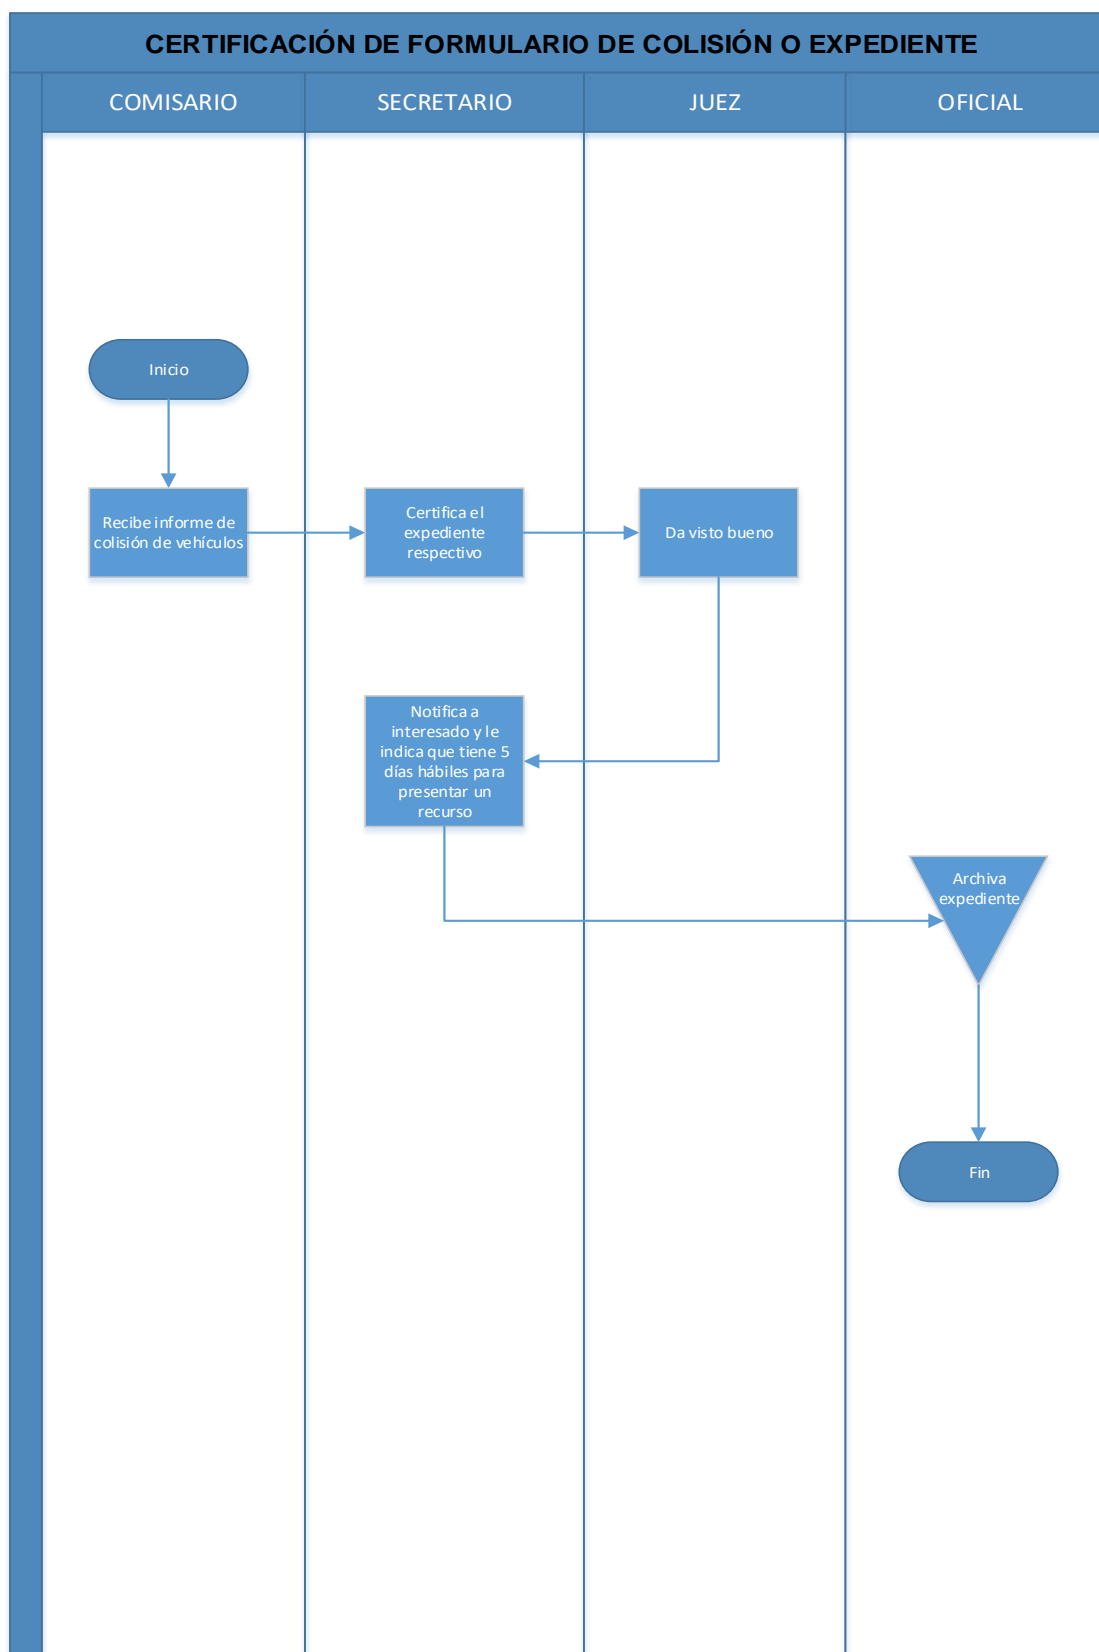 CERTIFICACIÓN DE FORMULARIO DE COLISIÓN O EXPEDIENTE
COMISARIO
SECRETARIO
JUEZ
OFICIAL
Inicio
Recibe informe de
colisión de vehículos
Certifica el
expediente
respectivo
Da visto bueno
Notifica a
interesado y le
indica que tiene 5
días hábiles para
presentar un
recurso
Archiva
expediente
Fin